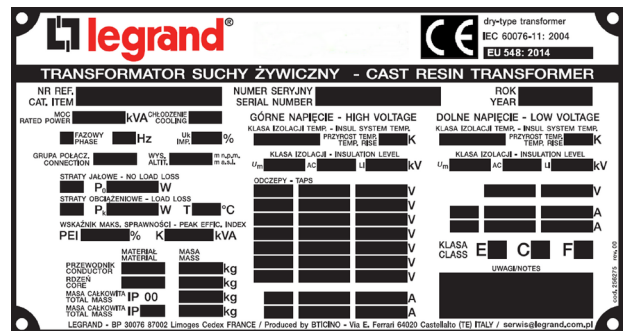 legrand®
CE
dry-type transformer
IEC 60076-11: 2004
EU 548: 2014
TRANSFORMATOR SUCHY ŻYWICZNY - CAST RESIN TRANSFORMER
NR REF. NUMER SERYJNY ROK
CAT. ITEM SERIAL NUMBER YEAR
MOC kVA CHŁODZENIE
RATED POWER COOLING
GÓRNE NAPIĘCIE - HIGH VOLTAGE DOLNE NAPIĘCIE - LOW VOLTAGE
KLASA IZOLACJI TEMP. - INSUL SYSTEM TEMP. KLASA IZOLACJI TEMP. - INSUL SYSTEM TEMP.
FAZOWY Hz Uk %
PHASE IMP.
PRZYROST TEMP. K PRZYROST TEMP. K
TEMP. RISE TEMP. RISE
GRUPA POŁACZ. WYS. m n.p.m.
CONNECTION ALTIT. m a.s.l.
KLASA IZOLACJI - INSULATION LEVEL KLASA IZOLACJI - INSULATION LEVEL
Um AC LI kV Um AC LI kV
STRATY JAŁOWE - NO LOAD LOSS
P0 W
ODCZEPY - TAPS
V V
STRATY OBCIĄŻENIOWE - LOAD LOSS
Pk W T °C
V
V A
WSKAŹNIK MAKS. SPRAWNOŚCI - PEAK EFFIC. INDEX
PEI % K kVA
V A
V
MATERIAŁ MASA
MATERIAL MASS
V
KLASA E C F
CLASS
PRZEWODNIK kg
CONDUCTOR
V
UWAGI/NOTES
RDZEŃ kg
CORE
V
MASA CAŁKOWITA IP 00 kg
TOTAL MASS
A
MASA CAŁKOWITA IP kg
TOTAL MASS
A
cod. 256275 rev. 00
LEGRAND - BP 30076 87002 Limoges Cedex FRANCE / Produced by BTICINO - Via E. Ferrari 64020 Castellalto (TE) ITALY / serwis@legrand.com.pl